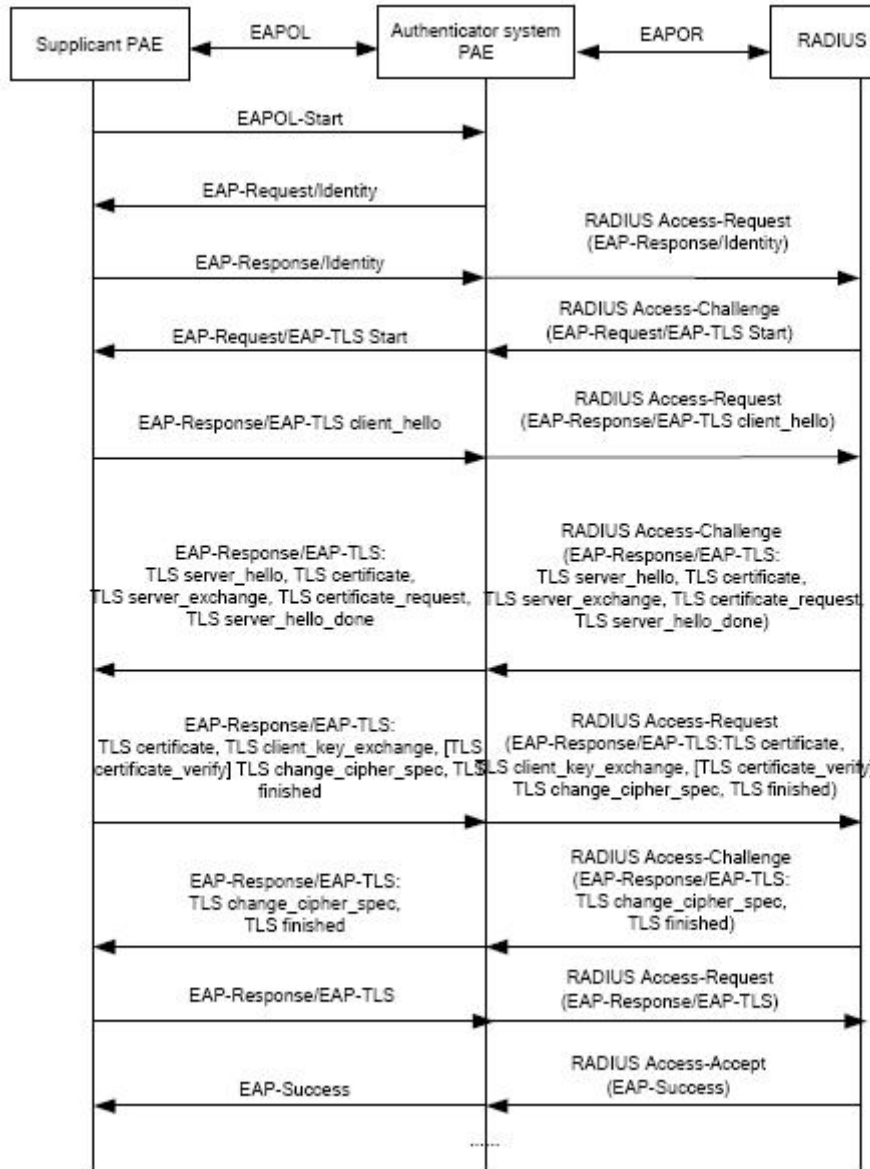 Supplicant PAE
EAPOL
Authenticator system
PAE
EAPOR
RADIUS
EAPOL-Start
EAP-Request/Identity
RADIUS Access-Request
(EAP-Response/Identity)
EAP-Response/Identity
RADIUS Access-Challenge
(EAP-Request/EAP-TLS Start)
EAP-Request/EAP-TLS Start
RADIUS Access-Request
(EAP-Response/EAP-TLS client_hello)
EAP-Response/EAP-TLS client_hello
EAP-Response/EAP-TLS:
TLS server_hello, TLS certificate,
TLS server_exchange, TLS certificate_request,
TLS server_hello_done
RADIUS Access-Challenge
(EAP-Response/EAP-TLS:
TLS server_hello, TLS certificate,
TLS server_exchange, TLS certificate_request,
TLS server_hello_done)
EAP-Response/EAP-TLS:
TLS certificate, TLS client_key_exchange, [TLS
certificate_verify] TLS change_cipher_spec, TLS
finished
RADIUS Access-Request
(EAP-Response/EAP-TLS:TLS certificate,
TLS client_key_exchange, [TLS certificate_verify]
TLS change_cipher_spec, TLS finished)
EAP-Response/EAP-TLS:
TLS change_cipher_spec,
TLS finished
RADIUS Access-Challenge
(EAP-Response/EAP-TLS:
TLS change_cipher_spec,
TLS finished)
EAP-Response/EAP-TLS
RADIUS Access-Request
(EAP-Response/EAP-TLS)
EAP-Success
RADIUS Access-Accept
(EAP-Success)
......